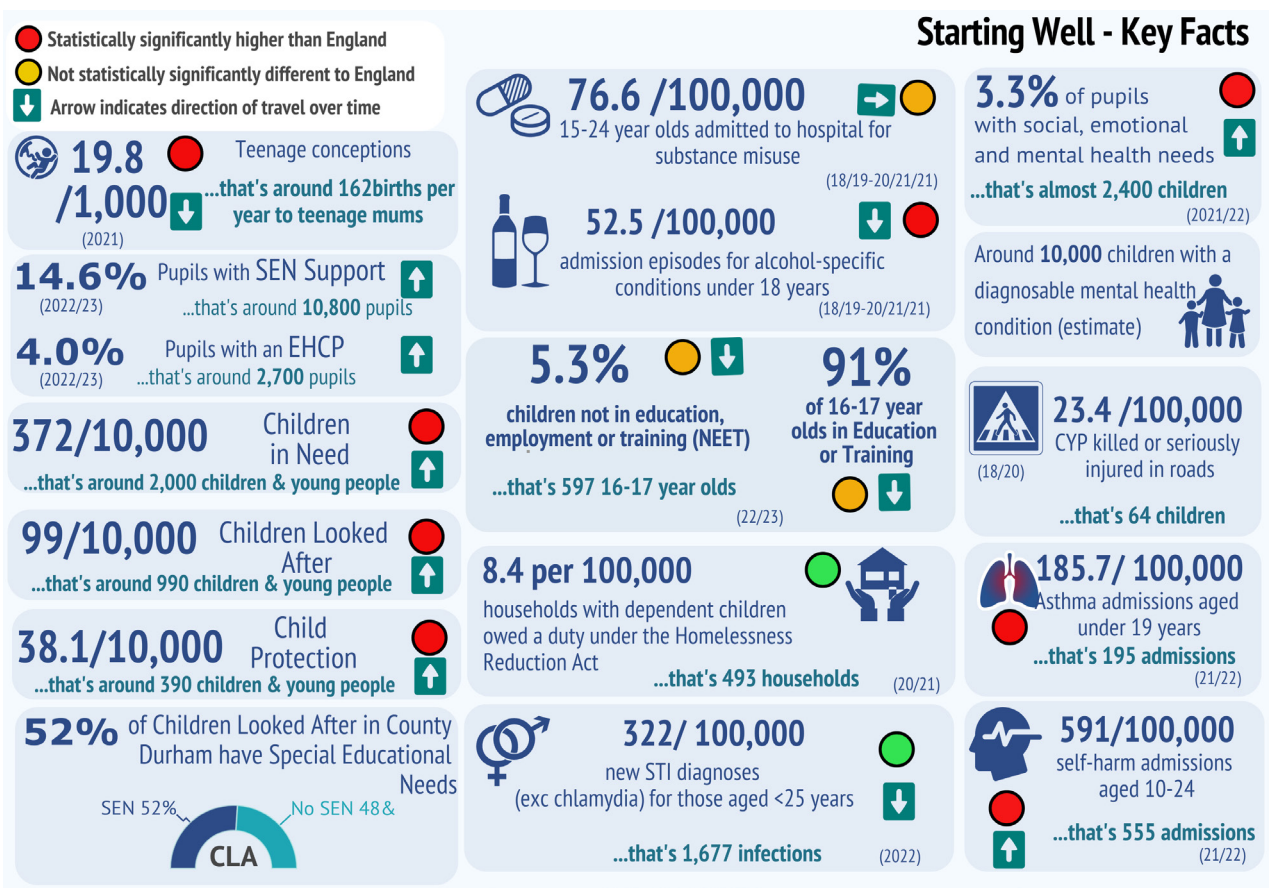 Starting Well - Key Facts
Statistically significantly higher than England
Not statistically significantly different to England
Arrow indicates direction of travel over time
19.8
/1,000
(2021)
Teenage conceptions
...that's around 162births per
year to teenage mums
14.6%
(2022/23)
Pupils with SEN Support
...that's around 10,800 pupils
4.0%
(2022/23)
Pupils with an EHCP
...that's around 2,700 pupils
372/10,000
Children
in Need
...that's around 2,000 children & young people
99/10,000
Children Looked
After
...that's around 990 children & young people
38.1/10,000
Child
Protection
...that's around 390 children & young people
52%
of Children Looked After in County
Durham have Special Educational
Needs
SEN 52%
No SEN 48&
CLA
76.6 /100,000
15-24 year olds admitted to hospital for
substance misuse
(18/19-20/21/21)
52.5 /100,000
admission episodes for alcohol-specific
conditions under 18 years
(18/19-20/21/21)
5.3%
children not in education,
employment or training (NEET)
...that's 597 16-17 year olds
91%
of 16-17 year
olds in Education
or Training
(22/23)
8.4 per 100,000
households with dependent children
owed a duty under the Homelessness
Reduction Act
...that's 493 households
(20/21)
322/ 100,000
new STI diagnoses
(exc chlamydia) for those aged <25 years
...that's 1,677 infections
(2022)
3.3% of pupils
with social, emotional
and mental health needs
...that's almost 2,400 children
(2021/22)
Around 10,000 children with a
diagnosable mental health
condition (estimate)
23.4 /100,000
CYP killed or seriously
injured in roads
(18/20)
...that's 64 children
185.7/ 100,000
Asthma admissions aged
under 19 years
...that's 195 admissions
(21/22)
591/100,000
self-harm admissions
aged 10-24
...that's 555 admissions
(21/22)